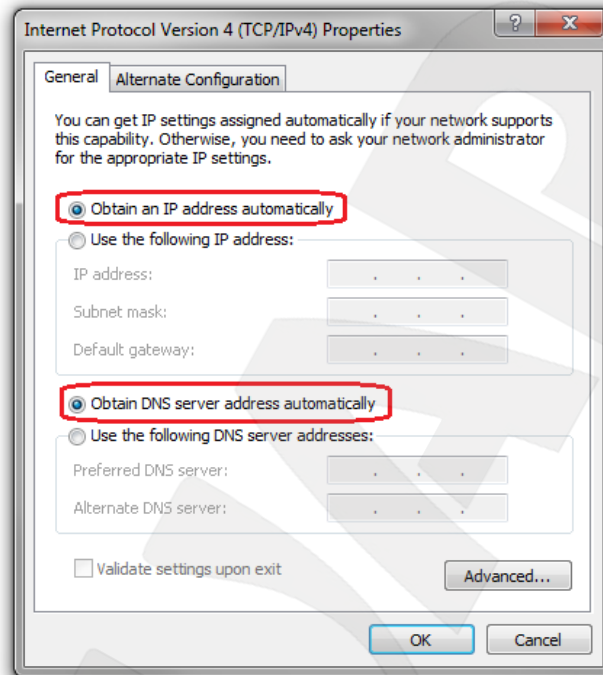 Internet Protocol Version 4 (TCP/IPv4) Properties
General
Alternate Configuration
You can get IP settings assigned automatically if your network supports
this capability. Otherwise, you need to ask your network administrator
for the appropriate IP settings.
Obtain an IP address automatically
Use the following IP address:
IP address:
Subnet mask:
Default gateway:
Obtain DNS server address automatically
Use the following DNS server addresses:
Preferred DNS server:
Alternate DNS server:
Validate settings upon exit
Advanced...
OK
Cancel